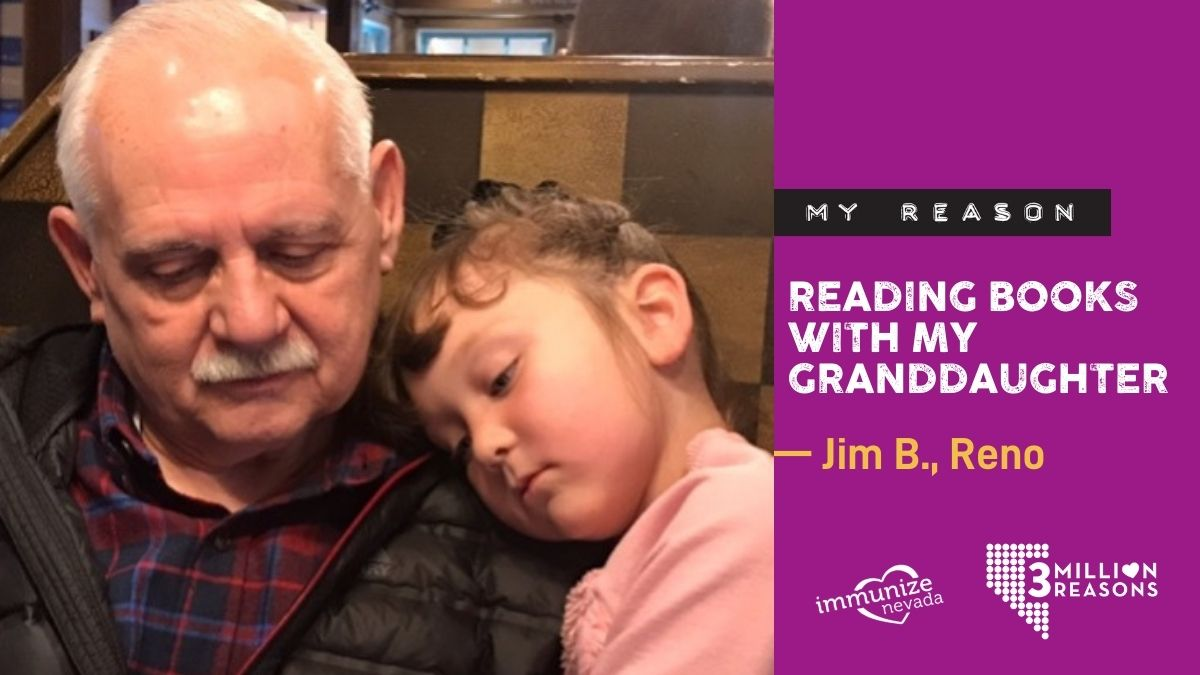 MY REASON
READING BOOKS
WITH MY
GRANDDAUGHTER
— Jim B., Reno
immunize
nevada
3 MILLION
REASONS